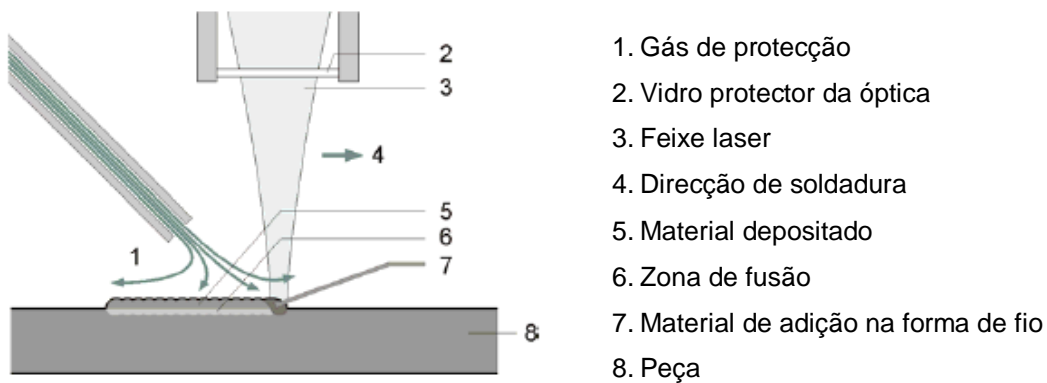 2
3
4
5
6
1
7
8
1. Gás de protecção
2. Vidro protector da óptica
3. Feixe laser
4. Direcção de soldadura
5. Material depositado
6. Zona de fusão
7. Material de adição na forma de fio
8. Peça